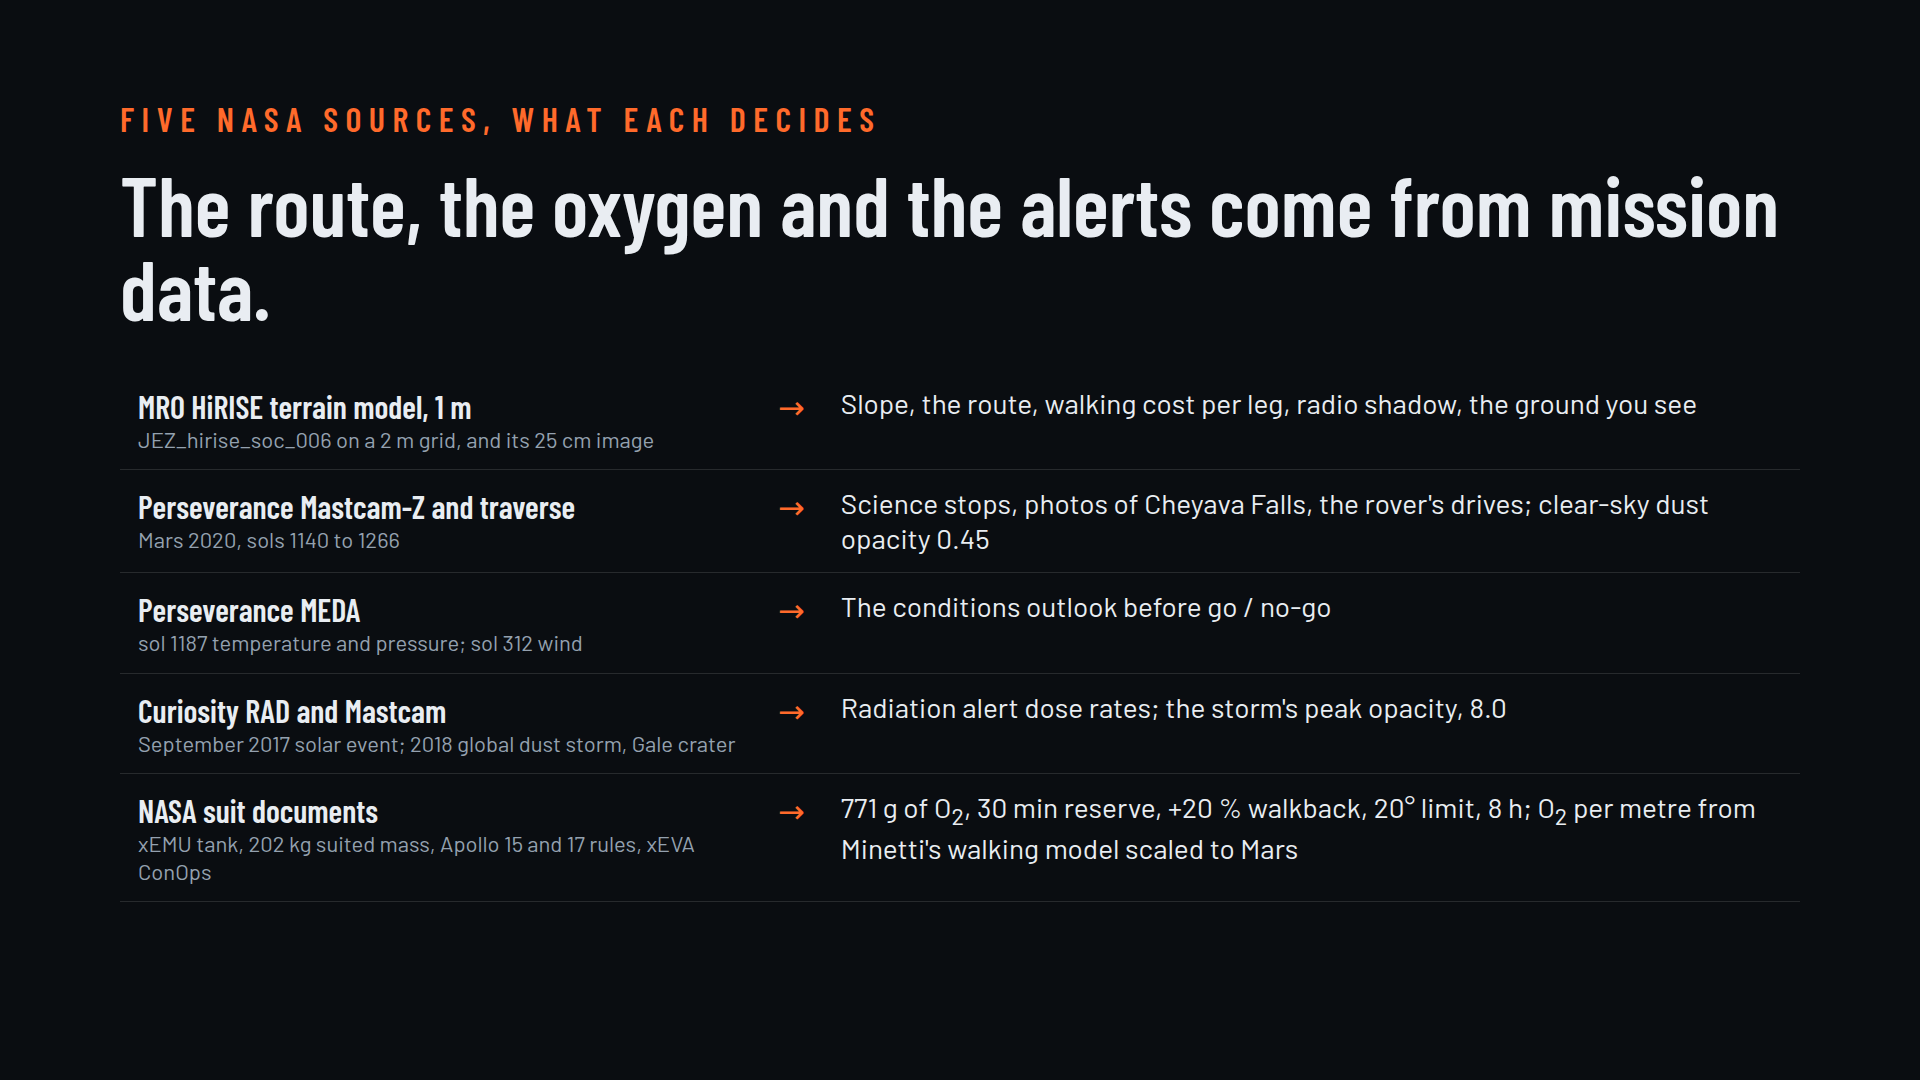 FIVE NASA SOURCES, WHAT EACH DECIDES
The route, the oxygen and the alerts come from mission
data.
MRO HiRISE terrain model, 1 m
JEZ_hirise_soc_006 on a 2 m grid, and its 25 cm image
→ Slope, the route, walking cost per leg, radio shadow, the ground you see
Perseverance Mastcam-Z and traverse
Mars 2020, sols 1140 to 1266
→ Science stops, photos of Cheyava Falls, the rover's drives; clear-sky dust
opacity 0.45
Perseverance MEDA
sol 1187 temperature and pressure; sol 312 wind
→ The conditions outlook before go / no-go
Curiosity RAD and Mastcam
September 2017 solar event; 2018 global dust storm, Gale crater
→ Radiation alert dose rates; the storm's peak opacity, 8.0
NASA suit documents
xEMU tank, 202 kg suited mass, Apollo 15 and 17 rules, xEVA
ConOps
→ 771 g of O₂, 30 min reserve, +20 % walkback, 20° limit, 8 h; O₂ per metre from
Minetti's walking model scaled to Mars